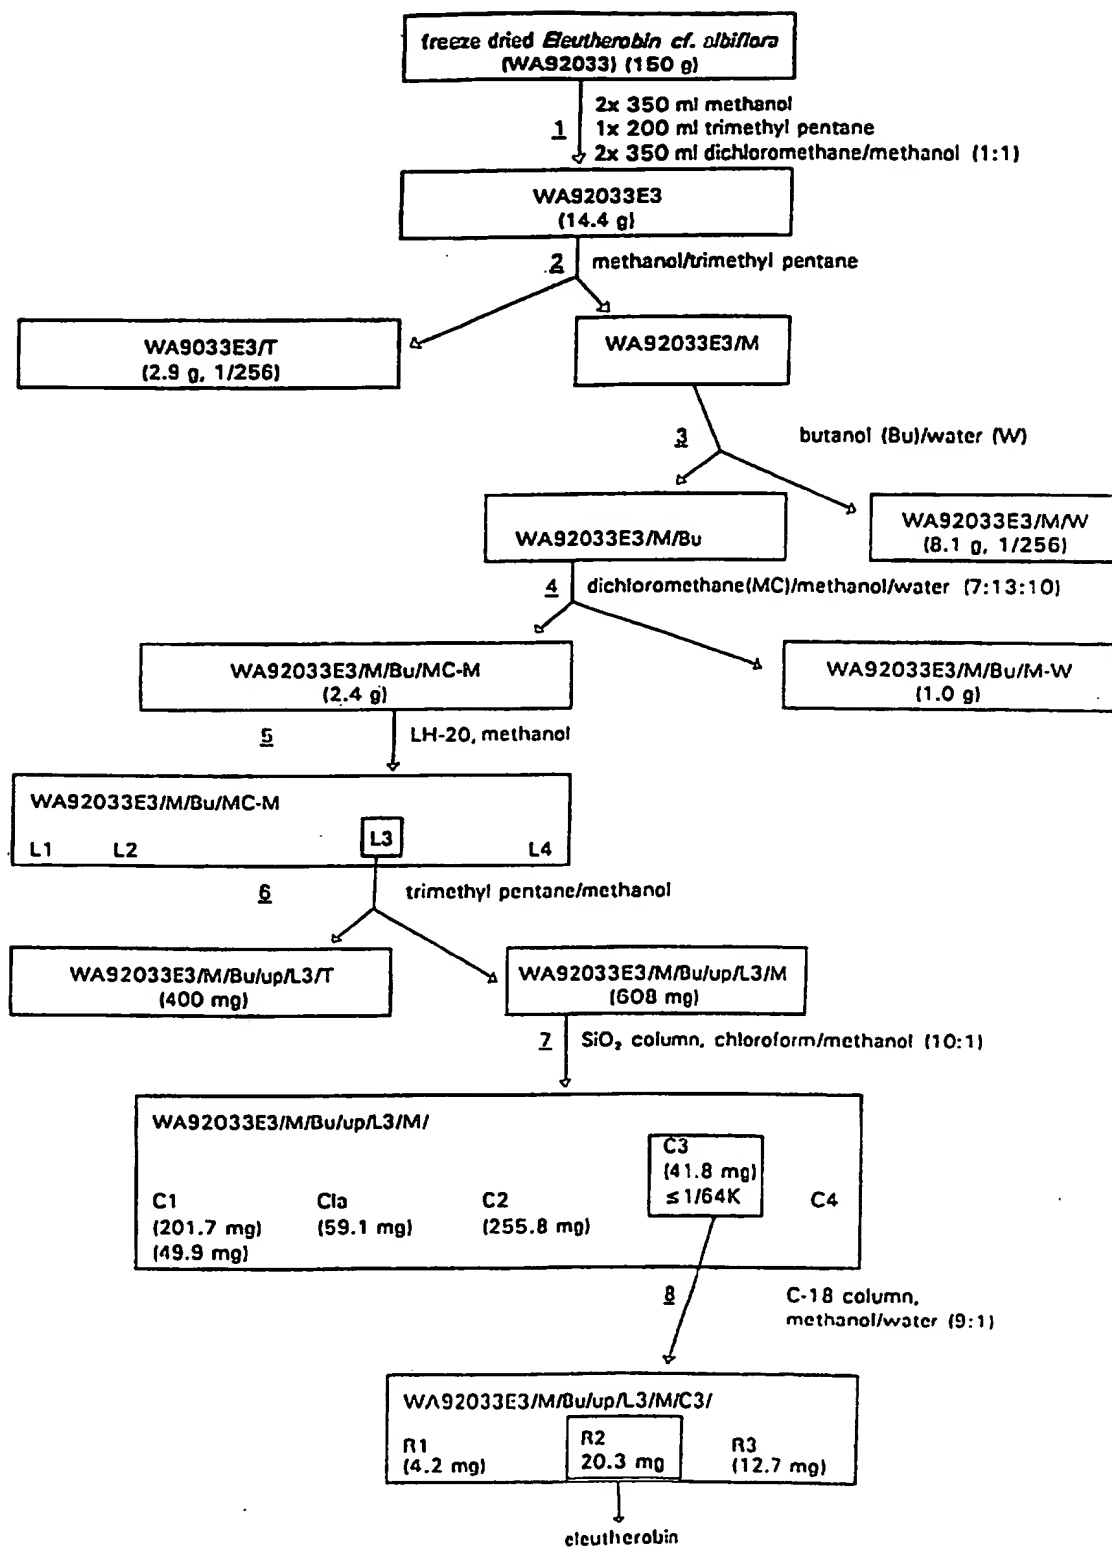 freeze dried Eleutherobin cf. albiflora
(WA92033) (150 g)
2x 350 ml methanol
1 1x 200 ml trimethyl pentane
2x 350 ml dichloromethane/methanol (1:1)
WA92033E3
(14.4 g)
2 methanol/trimethyl pentane
WA9033E3/T
(2.9 g, 1/256)
WA92033E3/M
3 butanol (Bu)/water (W)
WA92033E3/M/Bu
WA92033E3/M/W
(8.1 g, 1/256)
4 dichloromethane(MC)/methanol/water (7:13:10)
WA92033E3/M/Bu/MC-M
(2.4 g)
WA92033E3/M/Bu/M-W
(1.0 g)
5 LH-20, methanol
WA92033E3/M/Bu/MC-M
L1 L2 L3 L4
6 trimethyl pentane/methanol
WA92033E3/M/Bu/up/L3/T
(400 mg)
WA92033E3/M/Bu/up/L3/M
(608 mg)
7 SiO₂ column, chloroform/methanol (10:1)
WA92033E3/M/Bu/up/L3/M/
C3
(41.8 mg)
≤1/64K
C1 CIa C2 C4
(201.7 mg) (59.1 mg) (255.8 mg)
(49.9 mg)
8 C-18 column,
methanol/water (9:1)
WA92033E3/M/Bu/up/L3/M/C3/
R1 R2 R3
(4.2 mg) 20.3 mg (12.7 mg)
eleutherobin